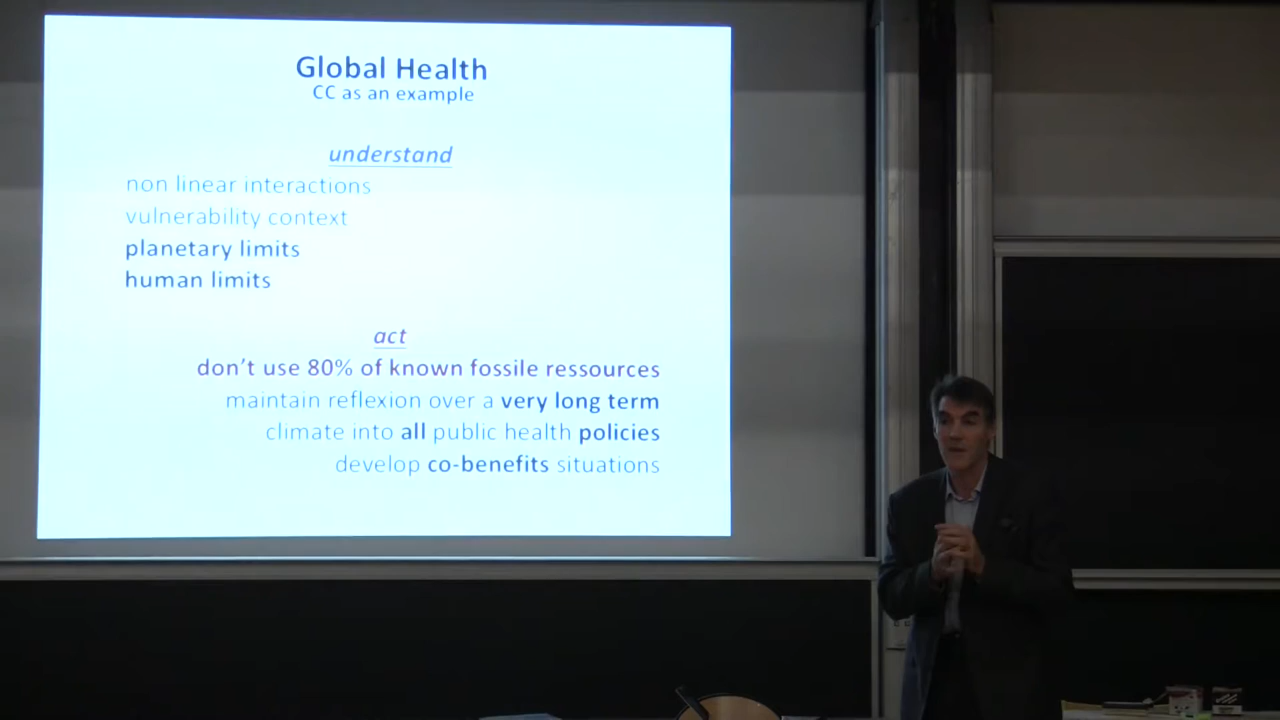 Global Health
CC as an example
understand
non linear interactions
vulnerability context
planetary limits
human limits
act
don't use 80% of known fossile ressources
maintain reflexion over a very long term
climate into all public health policies
develop co-benefits situations